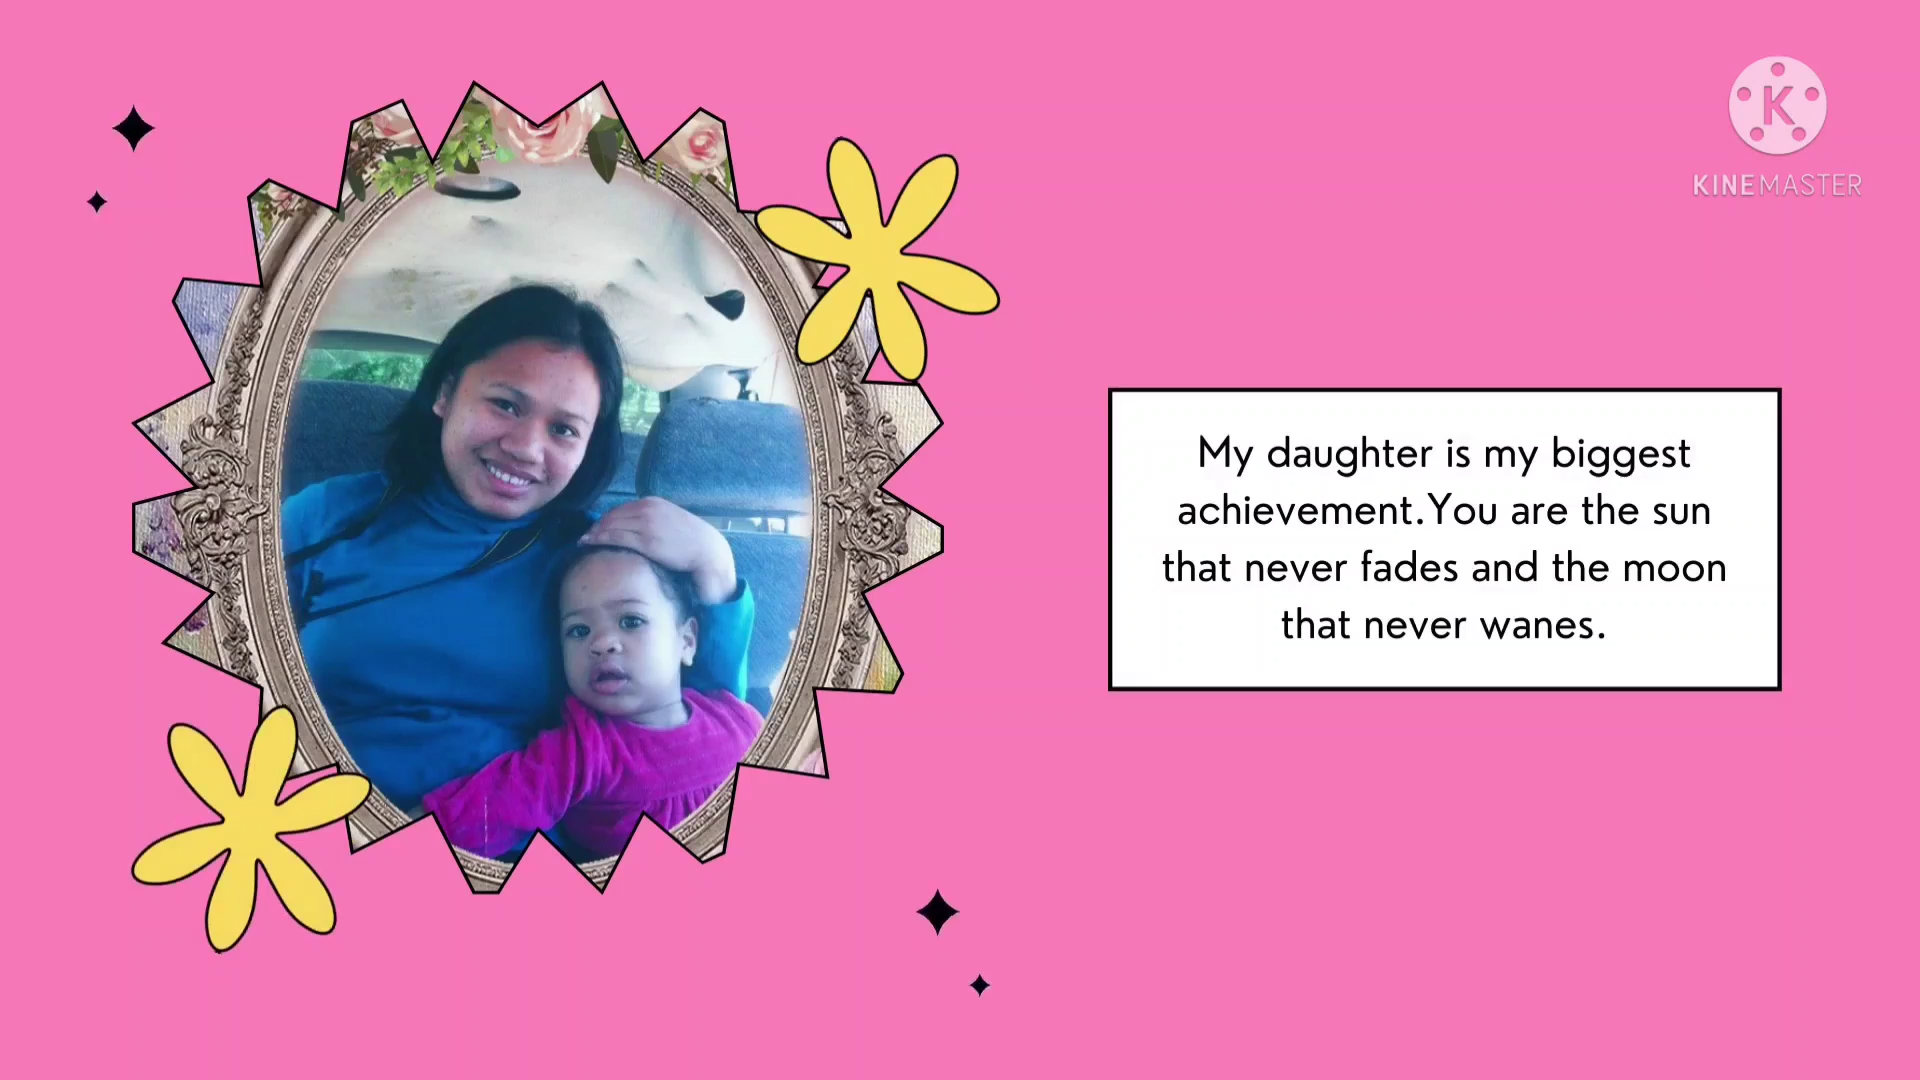 K
KINEMASTER
My daughter is my biggest
achievement.You are the sun
that never fades and the moon
that never wanes.